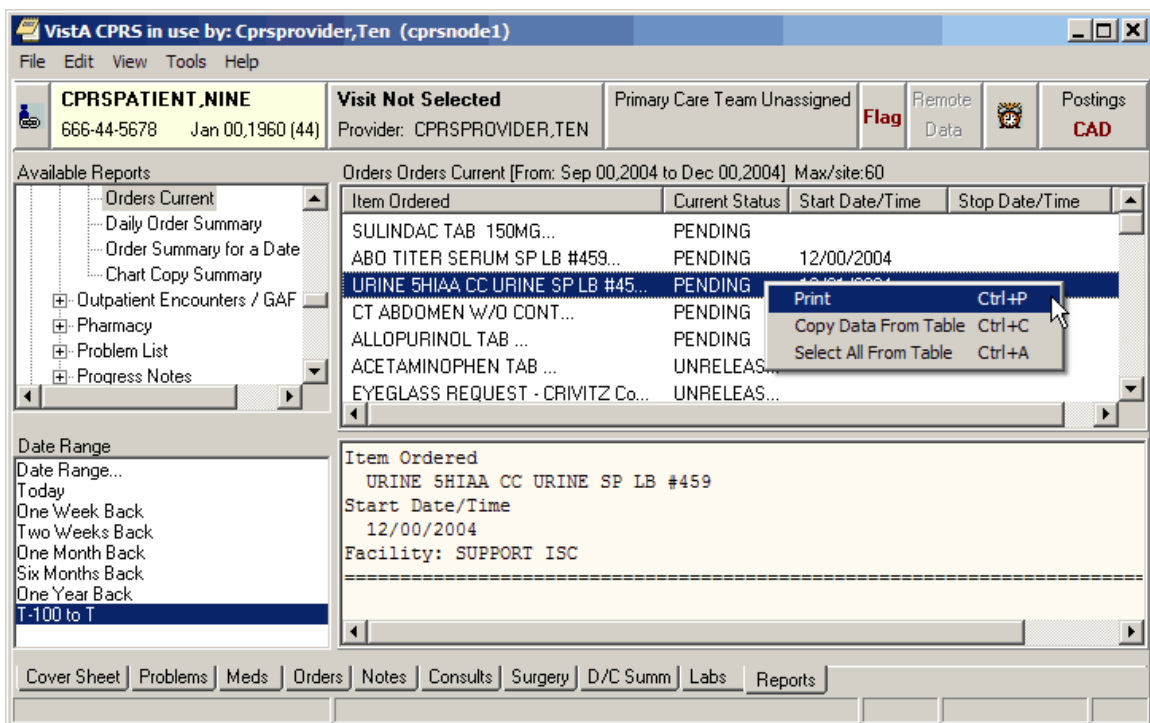 VistA CPRS in use by: Cprsprovider,Ten (cprsnode1)
File Edit View Tools Help
CPRSPATIENT,NINE
666-44-5678 Jan 00,1960 (44)
Visit Not Selected
Provider: CPRSPROVIDER,TEN
Primary Care Team Unassigned
Flag
Remote
Data
Postings
CAD
Available Reports
Orders Current
Daily Order Summary
Order Summary for a Date
Chart Copy Summary
Outpatient Encounters / GAF
Pharmacy
Problem List
Progress Notes
Orders Orders Current [From: Sep 00,2004 to Dec 00,2004] Max/site:60
Item Ordered Current Status Start Date/Time Stop Date/Time
SULINDAC TAB 150MG... PENDING
ABO TITER SERUM SP LB #459... PENDING 12/00/2004
URINE 5HIAA CC URINE SP LB #45... PENDING
CT ABDOMEN W/O CONT... PENDING
ALLOPURINOL TAB ... PENDING
ACETAMINOPHEN TAB ... UNRELEAS...
EYEGLASS REQUEST - CRIVITZ Co... UNRELEAS...
Print Ctrl+P
Copy Data From Table Ctrl+C
Select All From Table Ctrl+A
Date Range
Date Range...
Today
One Week Back
Two Weeks Back
One Month Back
Six Months Back
One Year Back
T-100 to T
Item Ordered
URINE 5HIAA CC URINE SP LB #459
Start Date/Time
12/00/2004
Facility: SUPPORT ISC
================================================================================
Cover Sheet Problems Meds Orders Notes Consults Surgery D/C Summ Labs Reports